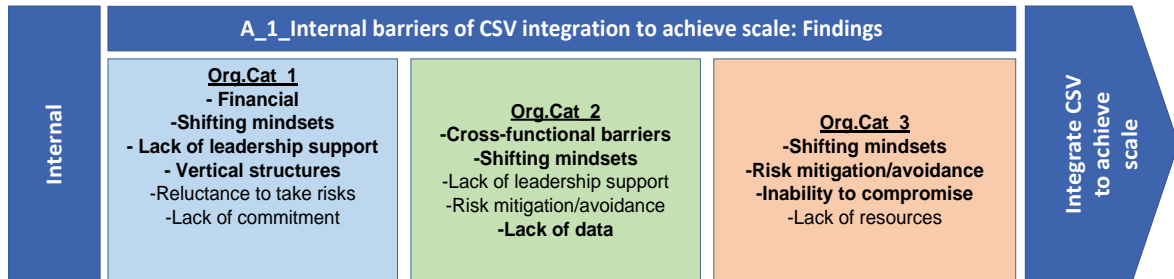 A_1_Internal barriers of CSV integration to achieve scale: Findings
Internal
Org.Cat_1
- Financial
-Shifting mindsets
- Lack of leadership support
- Vertical structures
-Reluctance to take risks
-Lack of commitment
Org.Cat_2
-Cross-functional barriers
-Shifting mindsets
-Lack of leadership support
-Risk mitigation/avoidance
-Lack of data
Org.Cat_3
-Shifting mindsets
-Risk mitigation/avoidance
-Inability to compromise
-Lack of resources
Integrate CSV
to achieve
scale